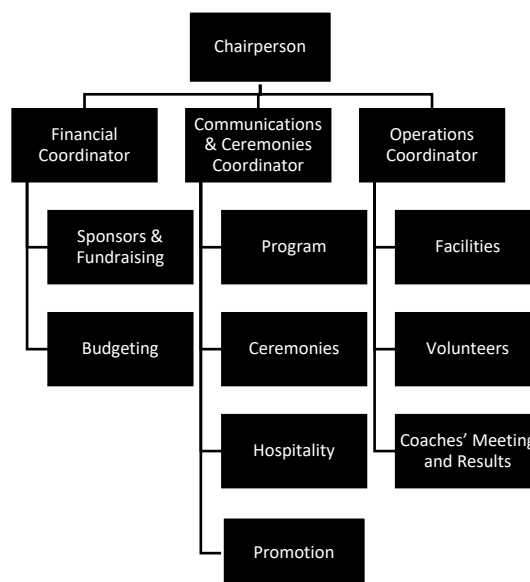 Chairperson
Financial
Coordinator
Communications
& Ceremonies
Coordinator
Operations
Coordinator
Sponsors &
Fundraising
Budgeting
Program
Ceremonies
Hospitality
Promotion
Facilities
Volunteers
Coaches’ Meeting
and Results